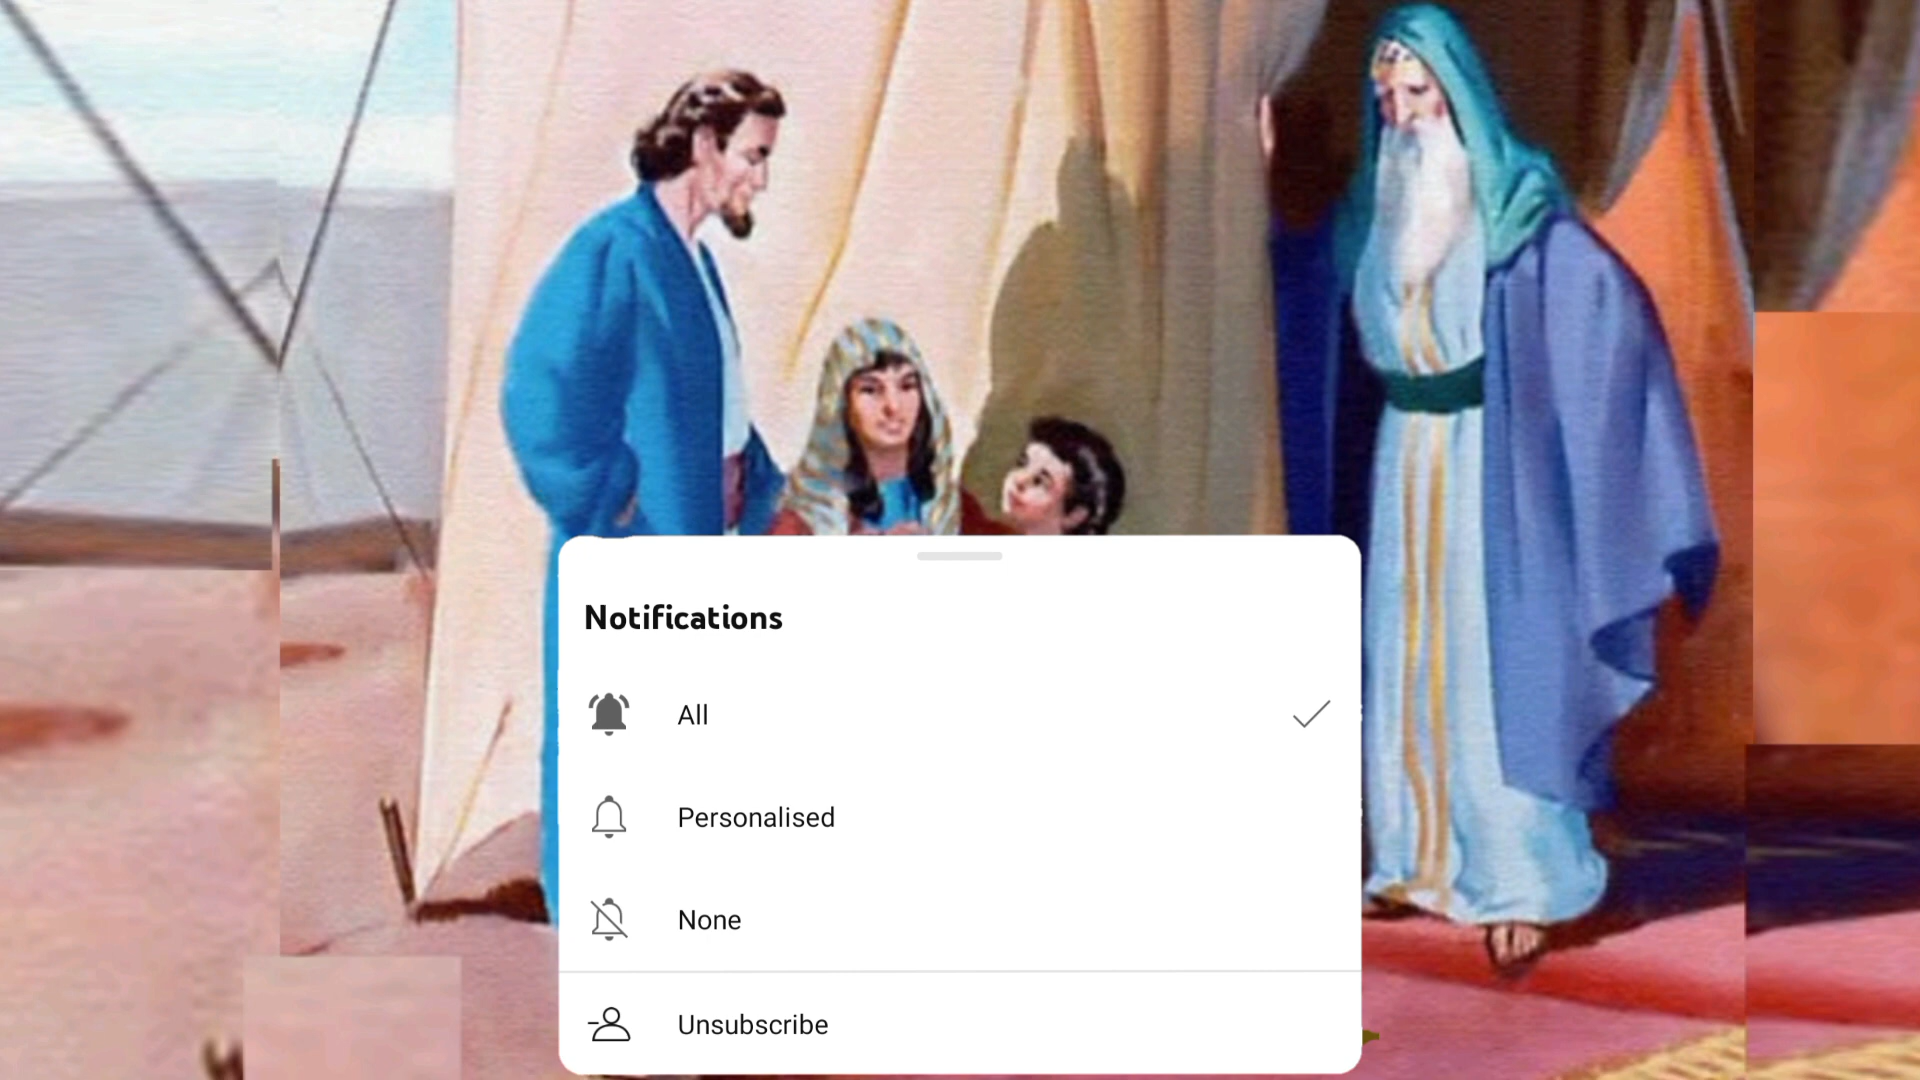 Notifications
All
Personalised
None
Unsubscribe